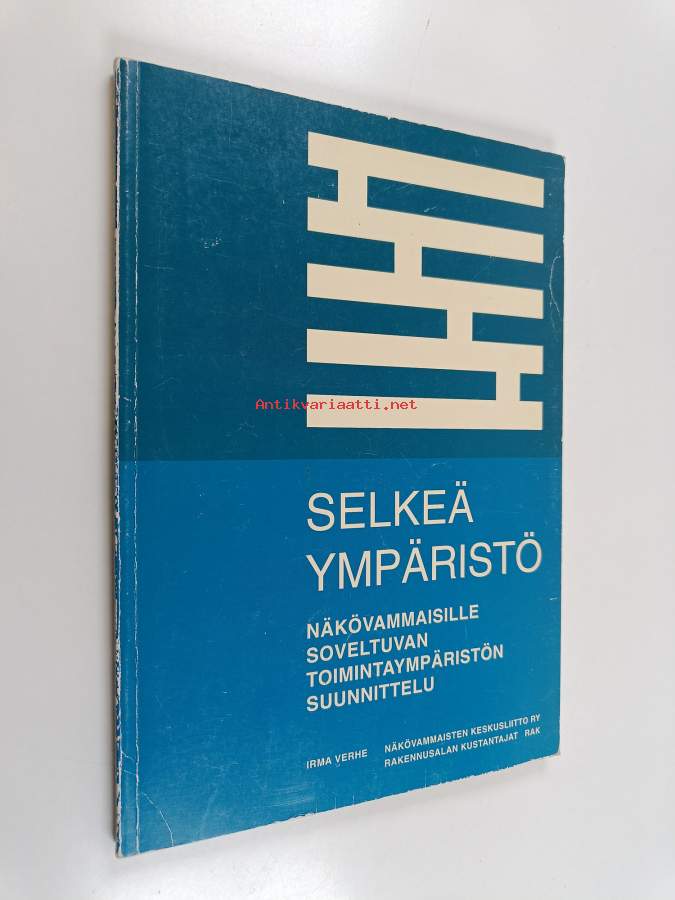 Antikvariaatti.net
SELKEÄ
YMPÄRISTÖ
NÄKÖVAMMAISILLE
SOVELTUVAN
TOIMINTAYMPÄRISTÖN
SUUNNITTELU
IRMA VERHE NÄKÖVAMMAISTEN KESKUSLIITTO RY
RAKENNUSALAN KUSTANTAJAT RAK